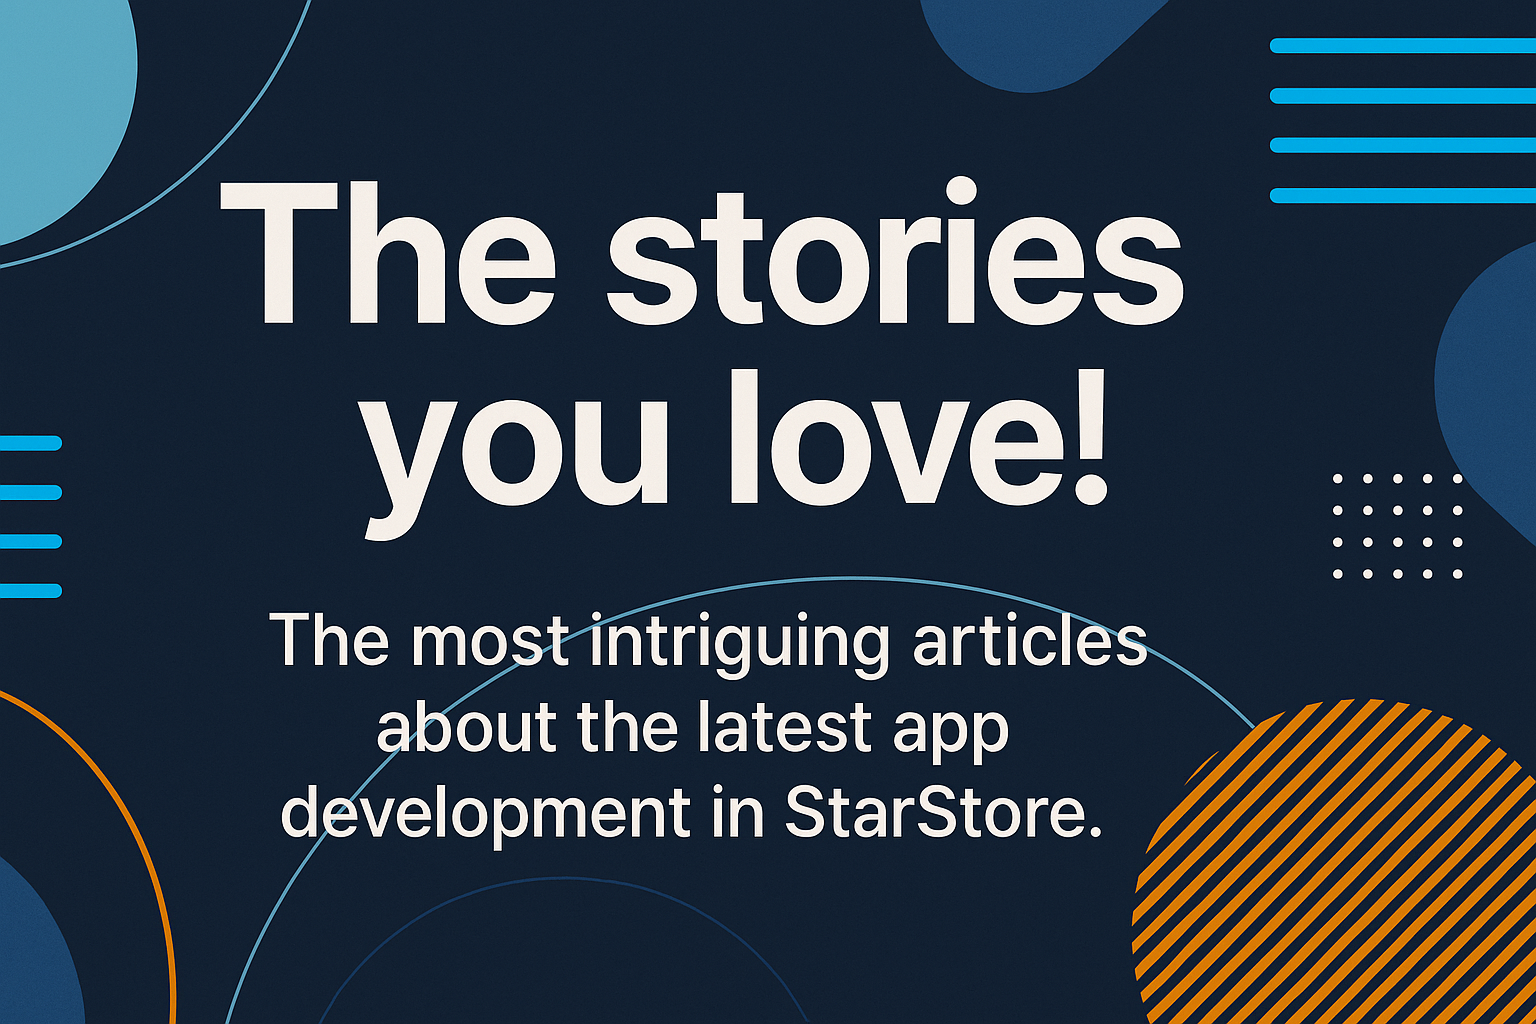 The stories
you love!
The most intriguing articles
about the latest app
development in StarStore.